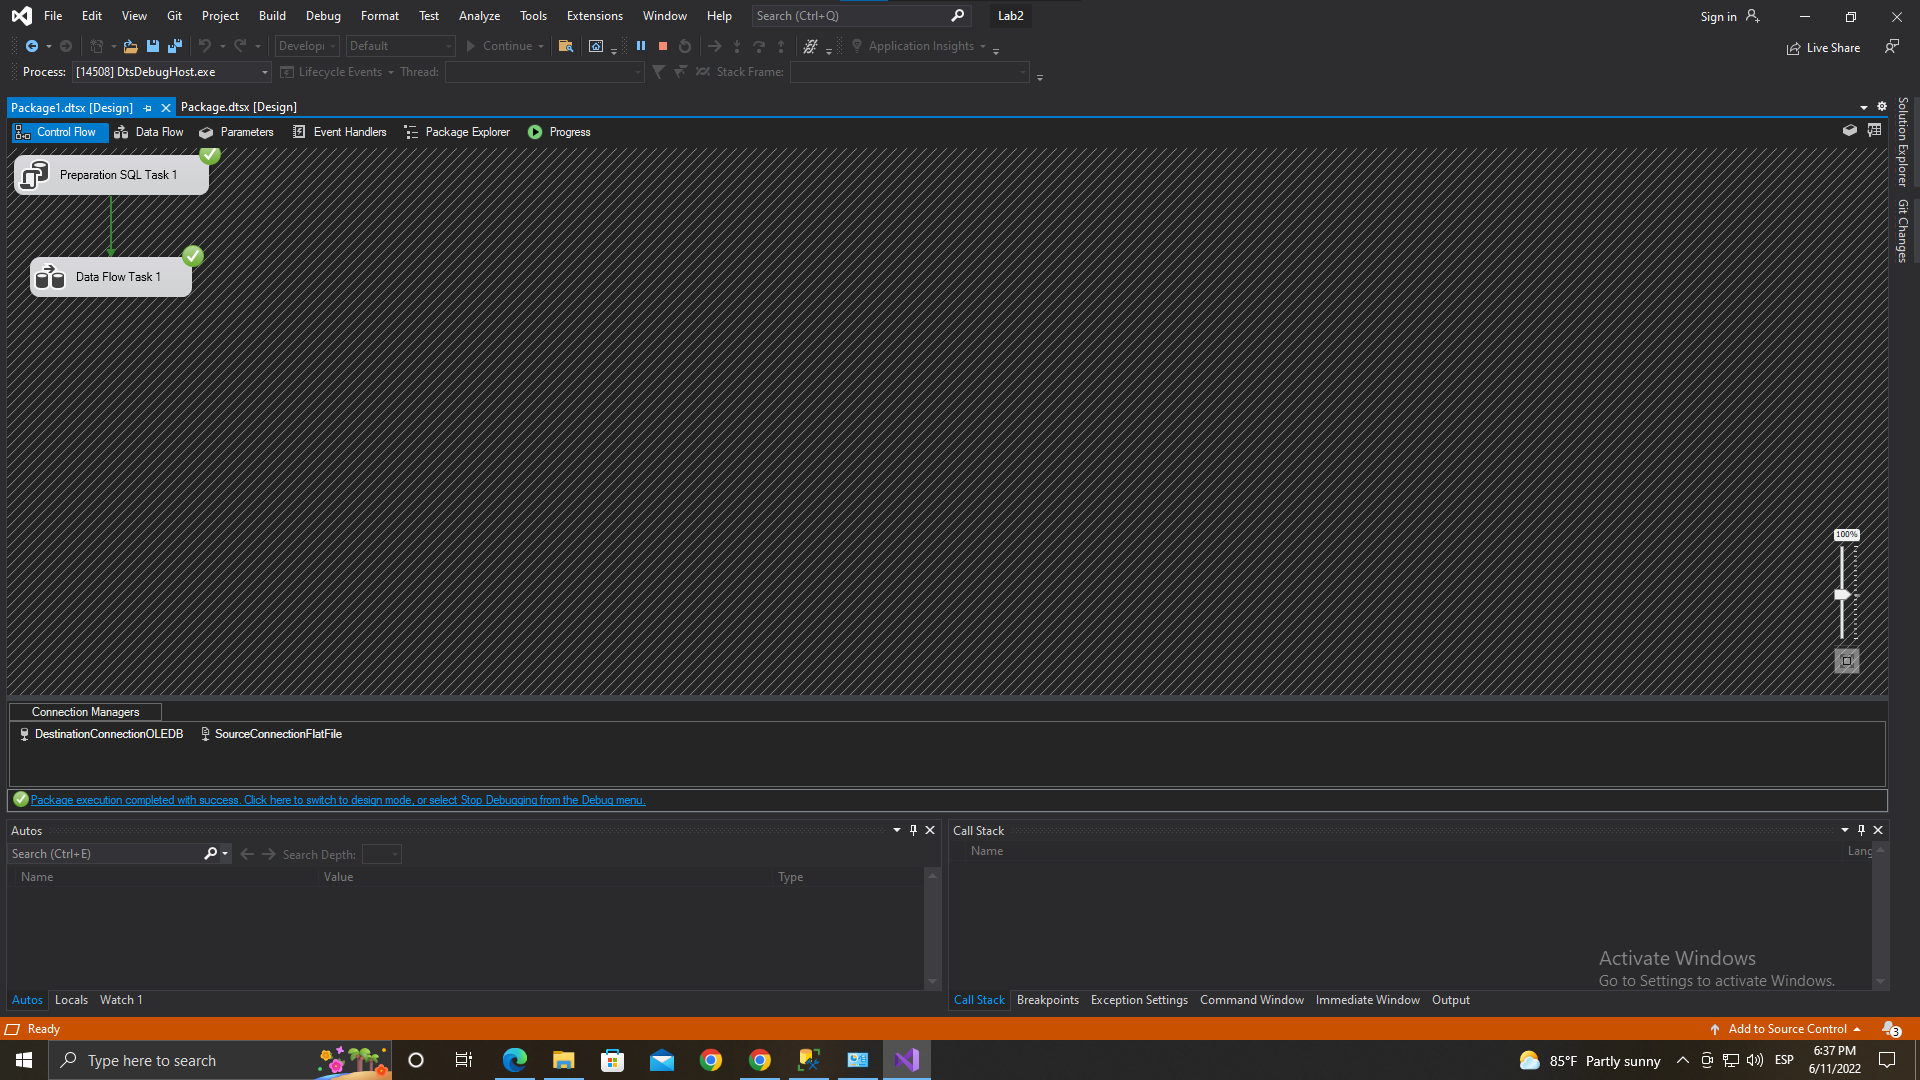 File Edit View Git Project Build Debug Format Test Analyze Tools Extensions Window Help Search (Ctrl+Q) Lab2 Sign in
Developi Default Continue Application Insights Live Share
Process: [14508] DtsDebugHost.exe Lifecycle Events Thread: Stack Frame:
Package1.dtsx [Design] Package.dtsx [Design]
Control Flow Data Flow Parameters Event Handlers Package Explorer Progress
Solution Explorer
Git Changes
Preparation SQL Task 1
Data Flow Task 1
100%
Connection Managers
DestinationConnectionOLEDB SourceConnectionFlatFile
Package execution completed with success. Click here to switch to design mode, or select Stop Debugging from the Debug menu.
Autos
Search (Ctrl+E) Search Depth:
Name Value Type
Autos Locals Watch 1
Call Stack
Name Lang
Activate Windows
Go to Settings to activate Windows.
Call Stack Breakpoints Exception Settings Command Window Immediate Window Output
Ready Add to Source Control 3
Type here to search 85°F Partly sunny ESP 6:37 PM
6/11/2022